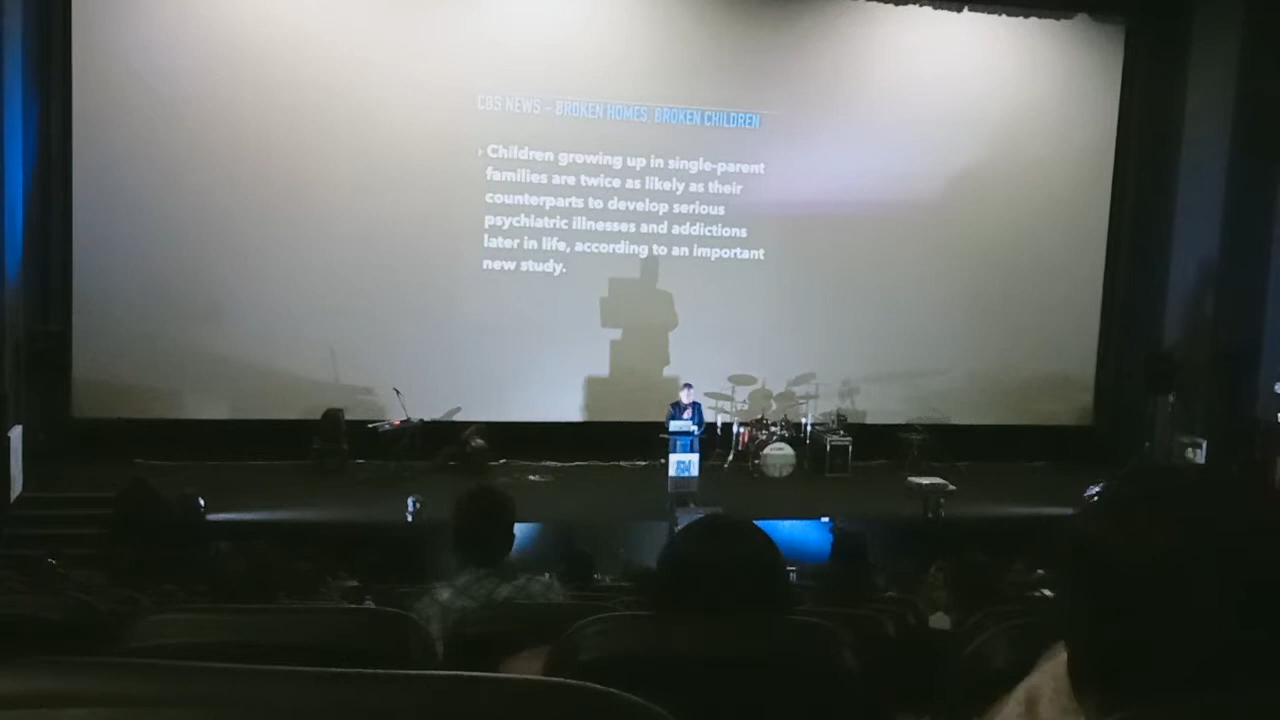 CBS NEWS – BROKEN HOMES, BROKEN CHILDREN
Children growing up in single-parent
families are twice as likely as their
counterparts to develop serious
psychiatric illnesses and addictions
later in life, according to an important
new study.